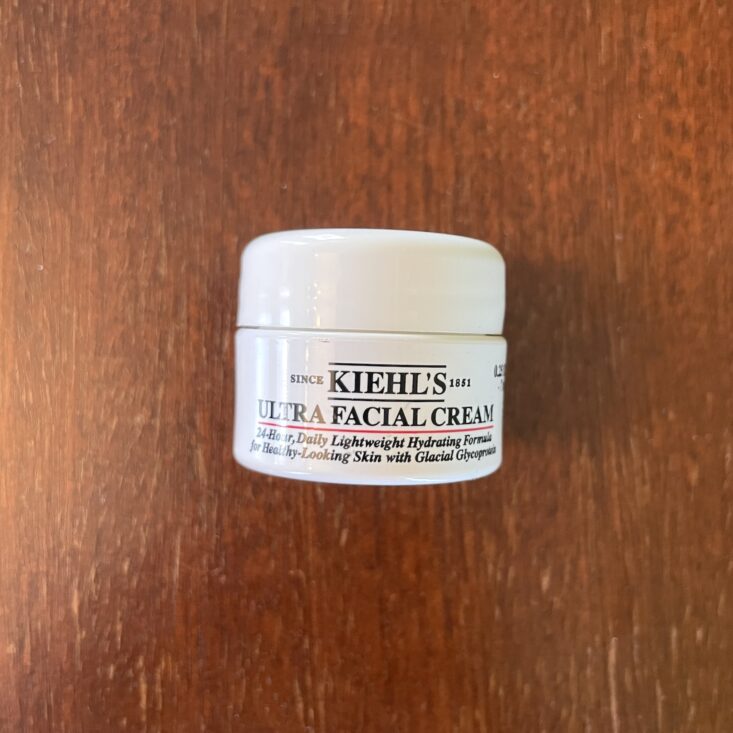 SINCE KIEHL'S 1851
ULTRA FACIAL CREAM
24-Hour, Daily Lightweight Hydrating Formula
for Healthy-Looking Skin with Glacial Glycoprotein